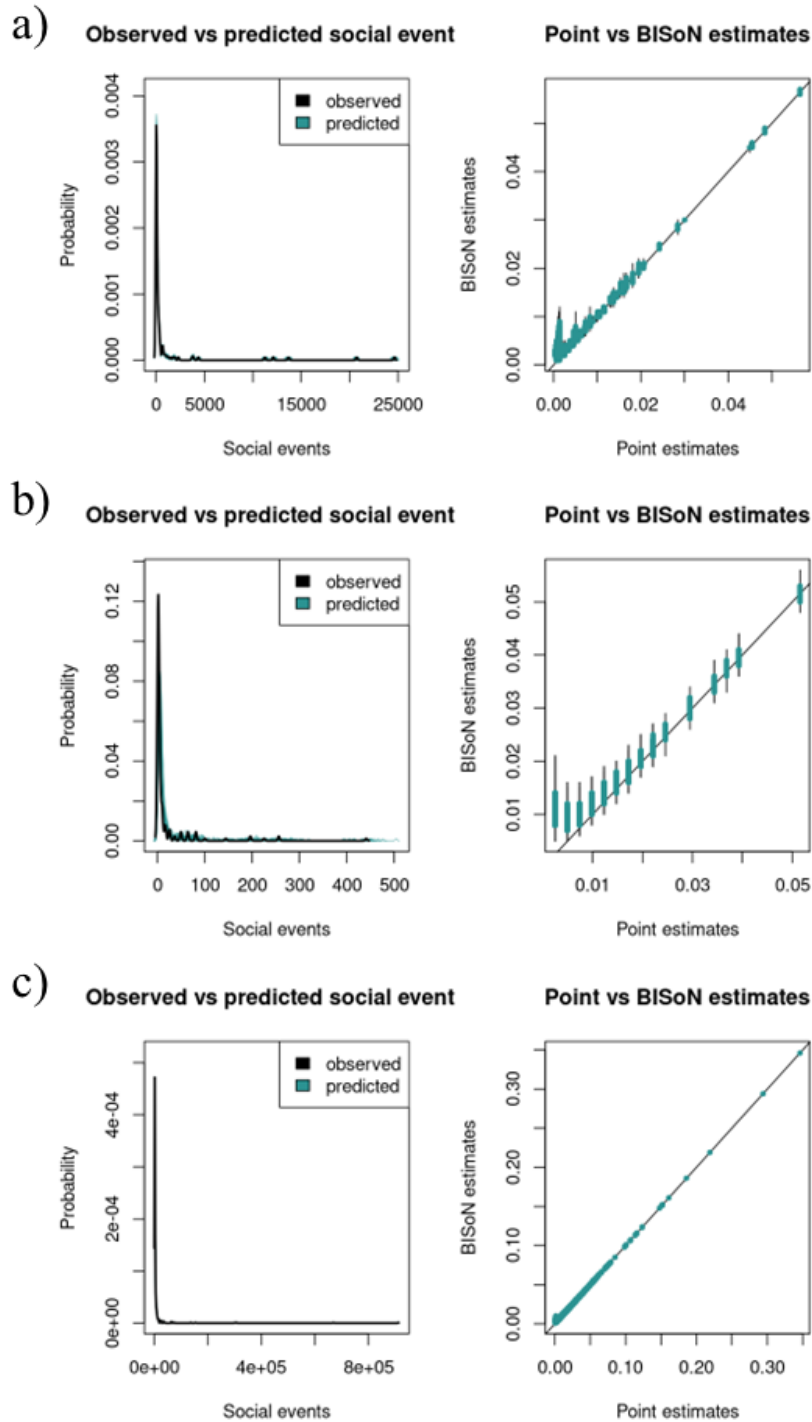 a)
Observed vs predicted social event
Point vs BISoN estimates
observed
predicted
Probability
0.004
0.003
0.002
0.001
0.000
0 5000 15000 25000
Social events
BISoN estimates
0.04
0.02
0.00
0.00 0.02 0.04
Point estimates
b)
Observed vs predicted social event
Point vs BISoN estimates
observed
predicted
Probability
0.12
0.08
0.04
0.00
0 100 200 300 400 500
Social events
BISoN estimates
0.05
0.04
0.03
0.02
0.01
0.01 0.03 0.05
Point estimates
c)
Observed vs predicted social event
Point vs BISoN estimates
observed
predicted
Probability
4e-04
2e-04
0e+00
0e+00 4e+05 8e+05
Social events
BISoN estimates
0.30
0.20
0.10
0.00
0.00 0.10 0.20 0.30
Point estimates